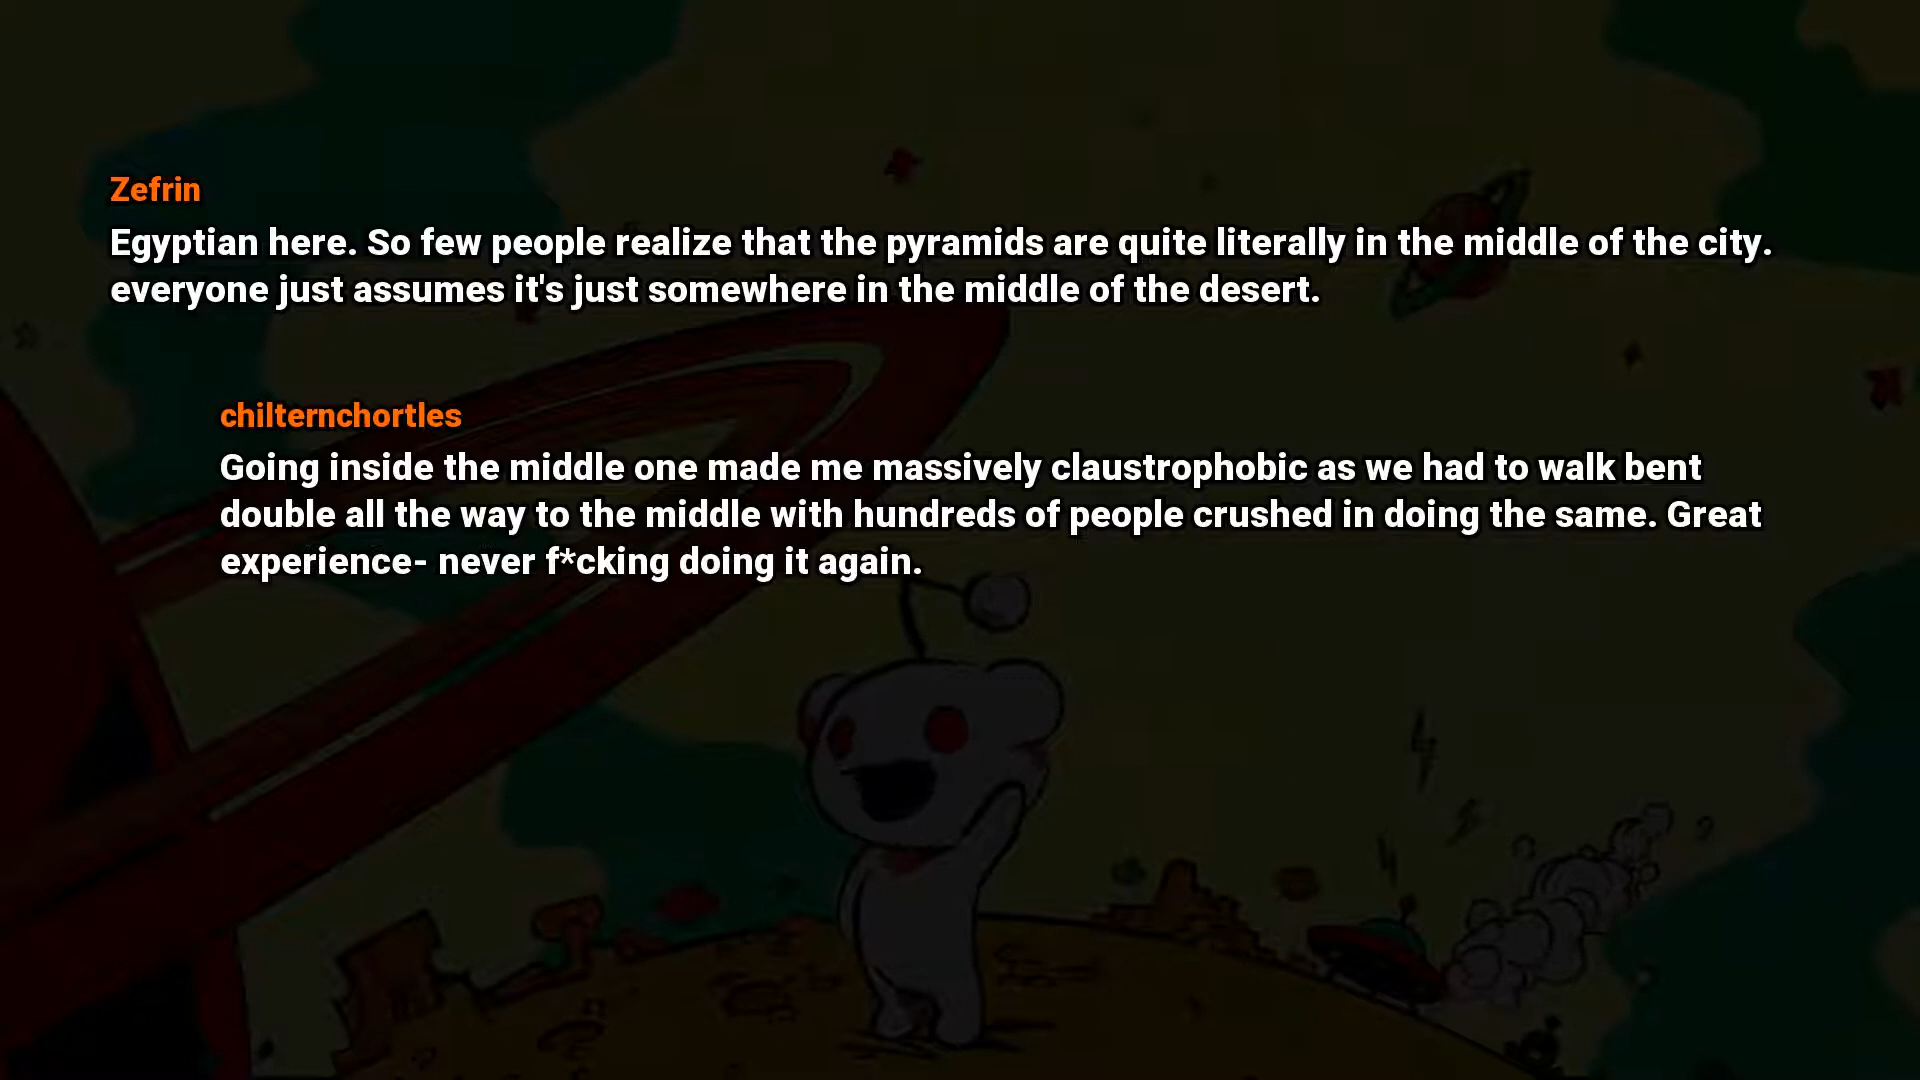 Zefrin
Egyptian here. So few people realize that the pyramids are quite literally in the middle of the city.
everyone just assumes it's just somewhere in the middle of the desert.
chilternchortles
Going inside the middle one made me massively claustrophobic as we had to walk bent
double all the way to the middle with hundreds of people crushed in doing the same. Great
experience- never f*cking doing it again.